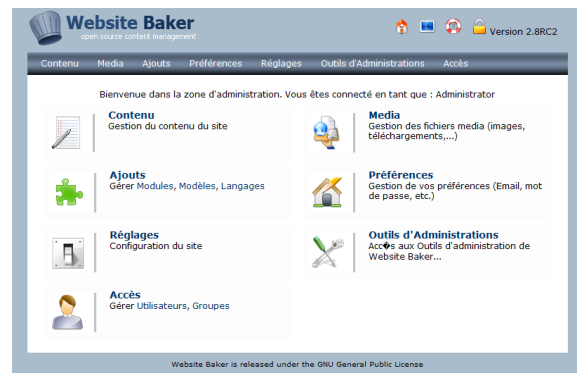 Website Baker
open source content management
Version 2.8RC2
Contenu Media Ajouts Préférences Réglages Outils d'Administrations Accès
Bienvenue dans la zone d'administration. Vous êtes connecté en tant que : Administrator
Contenu
Gestion du contenu du site
Media
Gestion des fichiers media (images,
téléchargements,...)
Ajouts
Gérer Modules, Modèles, Langages
Préférences
Gestion de vos préférences (Email, mot
de passe, etc.)
Réglages
Configuration du site
Outils d'Administrations
Acc�s aux Outils d'administration de
Website Baker...
Accès
Gérer Utilisateurs, Groupes
Website Baker is released under the GNU General Public License